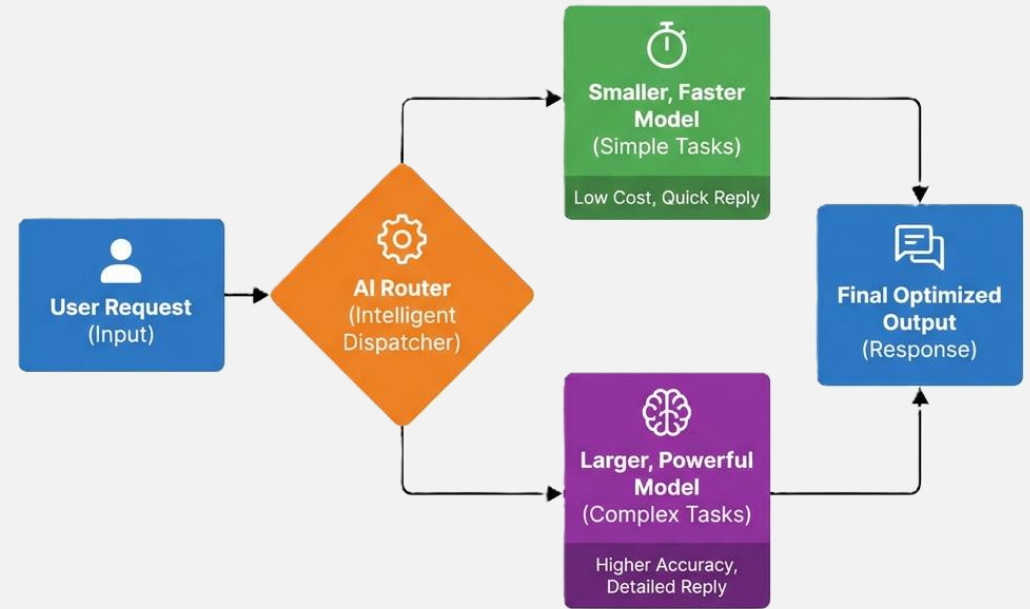 User Request
(Input)
AI Router
(Intelligent
Dispatcher)
Smaller, Faster
Model
(Simple Tasks)
Low Cost, Quick Reply
Larger, Powerful
Model
(Complex Tasks)
Higher Accuracy,
Detailed Reply
Final Optimized
Output
(Response)